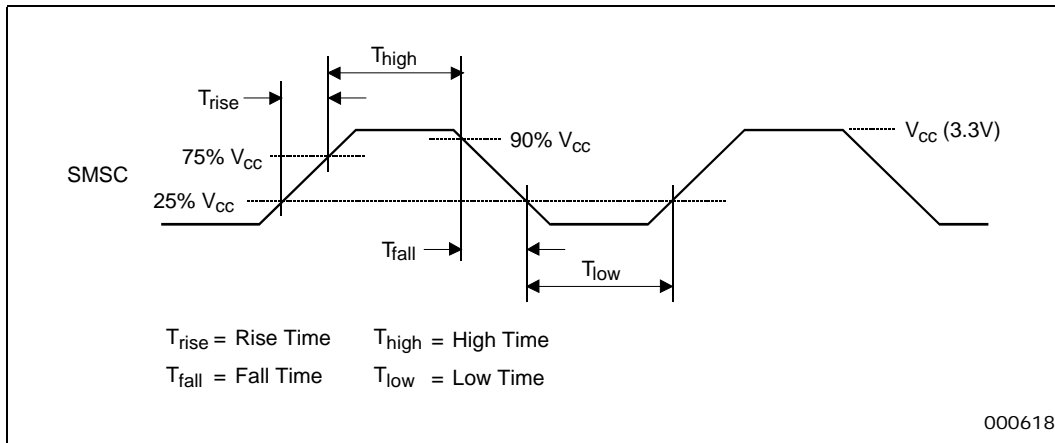 Thigh
Trise
VCC (3.3V)
90% VCC
75% VCC
SMSC
25% VCC
Tfall
Tlow
Trise = Rise Time Thigh = High Time
Tfall = Fall Time Tlow = Low Time
000618